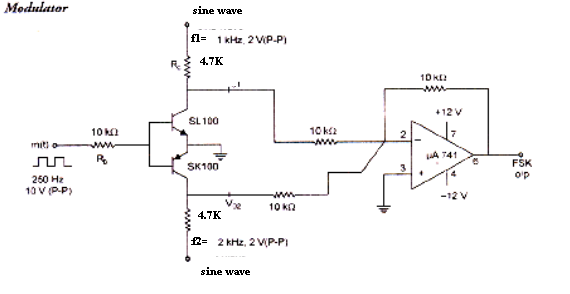 Modulator
sine wave
f1= 1 kHz, 2 V(P-P)
Rc 4.7K
SL100
m(t) 10 kΩ
Rb
250 Hz
10 V (P-P)
SK100
10 kΩ
10 kΩ
+12 V
2
7
μA 741
6
3
4
+
-12 V
FSK
o/p
V02
10 kΩ
4.7K
f2= 2 kHz, 2 V(P-P)
sine wave